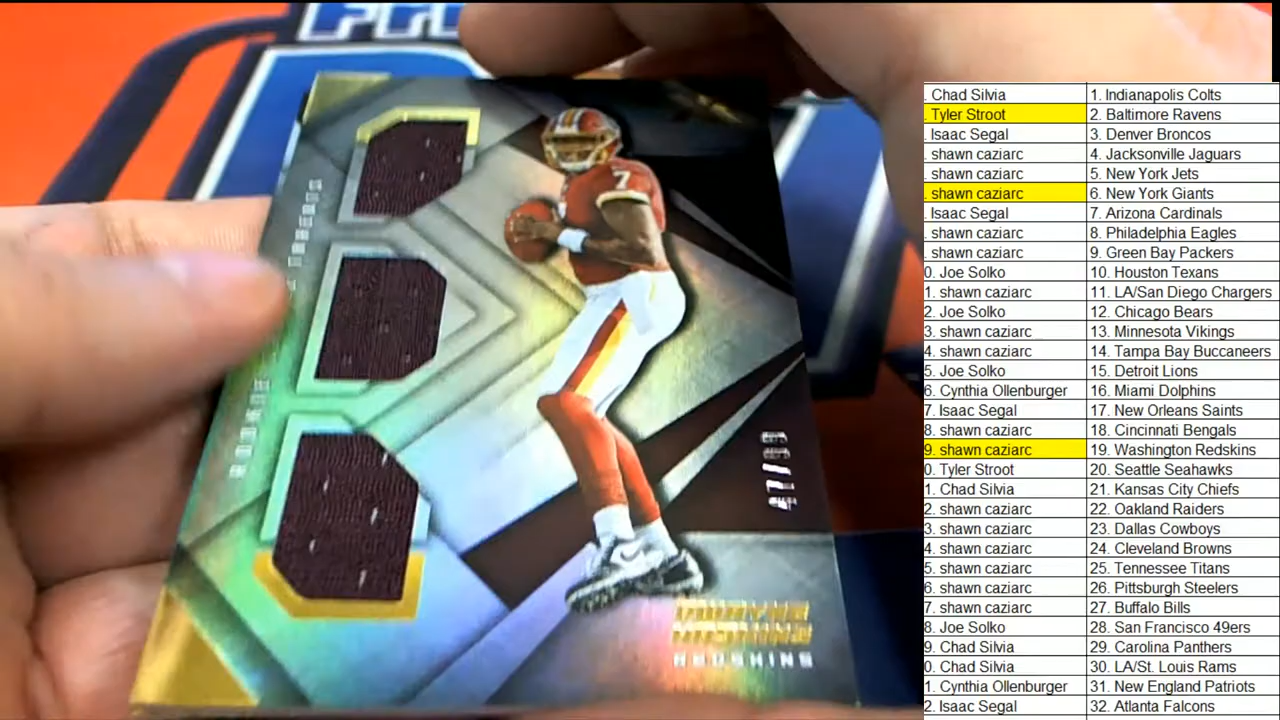 7
DWAYNE
HASKINS
REDSKINS
. Chad Silvia 1. Indianapolis Colts
. Tyler Stroot 2. Baltimore Ravens
. Isaac Segal 3. Denver Broncos
. shawn caziarc 4. Jacksonville Jaguars
. shawn caziarc 5. New York Jets
. shawn caziarc 6. New York Giants
. Isaac Segal 7. Arizona Cardinals
. shawn caziarc 8. Philadelphia Eagles
. shawn caziarc 9. Green Bay Packers
0. Joe Solko 10. Houston Texans
1. shawn caziarc 11. LA/San Diego Chargers
2. Joe Solko 12. Chicago Bears
3. shawn caziarc 13. Minnesota Vikings
4. shawn caziarc 14. Tampa Bay Buccaneers
5. Joe Solko 15. Detroit Lions
6. Cynthia Ollenburger 16. Miami Dolphins
7. Isaac Segal 17. New Orleans Saints
8. shawn caziarc 18. Cincinnati Bengals
9. shawn caziarc 19. Washington Redskins
0. Tyler Stroot 20. Seattle Seahawks
1. Chad Silvia 21. Kansas City Chiefs
2. shawn caziarc 22. Oakland Raiders
3. shawn caziarc 23. Dallas Cowboys
4. shawn caziarc 24. Cleveland Browns
5. shawn caziarc 25. Tennessee Titans
6. shawn caziarc 26. Pittsburgh Steelers
7. shawn caziarc 27. Buffalo Bills
8. Joe Solko 28. San Francisco 49ers
9. Chad Silvia 29. Carolina Panthers
0. Chad Silvia 30. LA/St. Louis Rams
1. Cynthia Ollenburger 31. New England Patriots
2. Isaac Segal 32. Atlanta Falcons